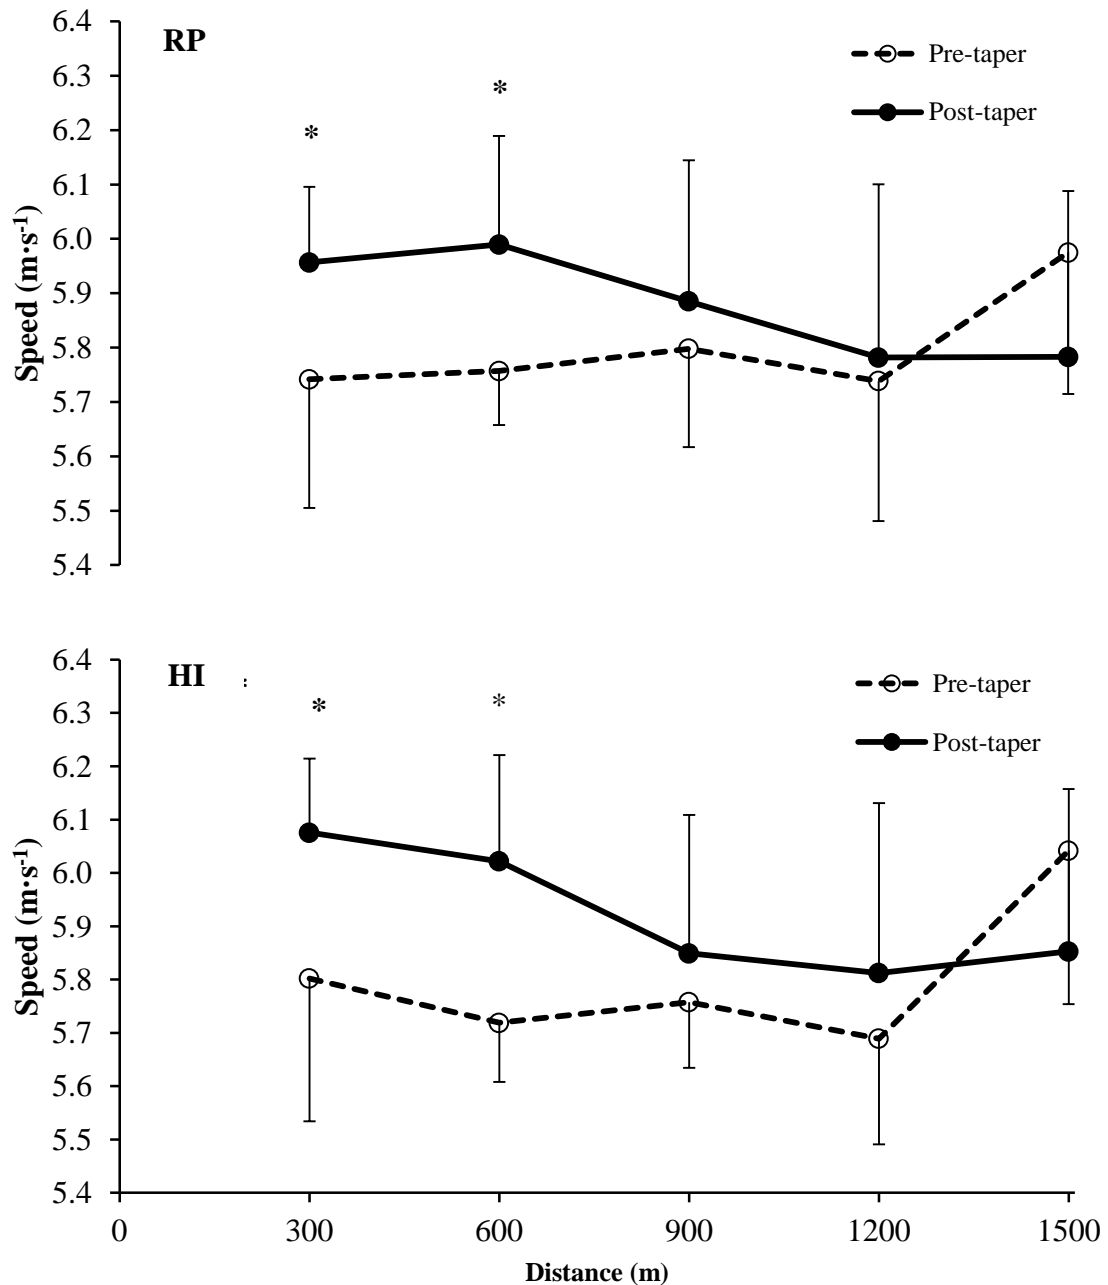 6.4
RP
Pre-taper
6.3
*
*
6.2
Post-taper
6.1
6.0
5.9
5.8
5.7
5.6
5.5
5.4
Speed (m·s⁻¹)
6.4
HI
:
Pre-taper
6.3
*
*
6.2
Post-taper
6.1
6.0
5.9
5.8
5.7
5.6
5.5
5.4
Speed (m·s⁻¹)
0 300 600 900 1200 1500
Distance (m)